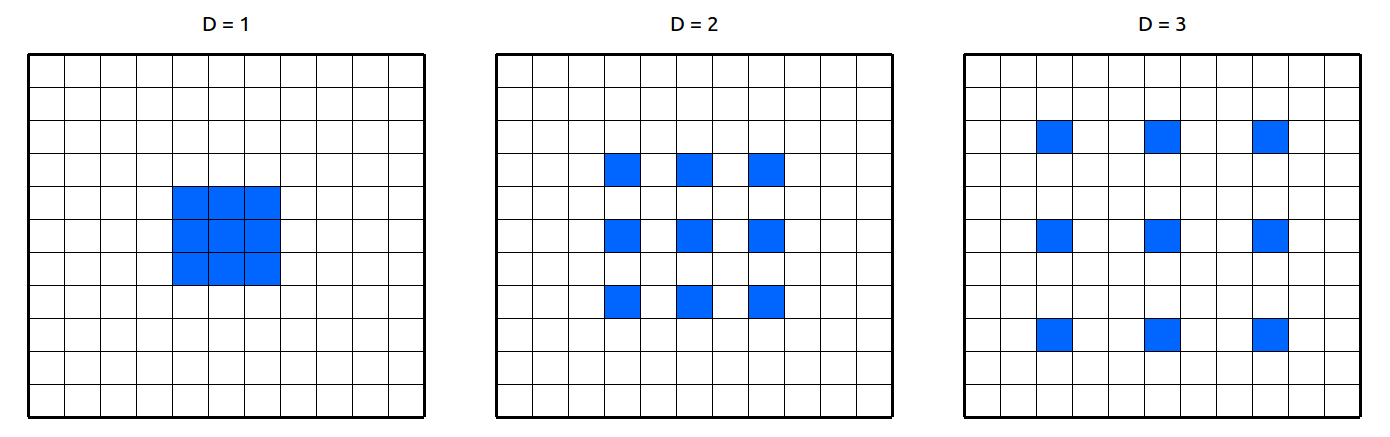 D = 1
D = 2
D = 3